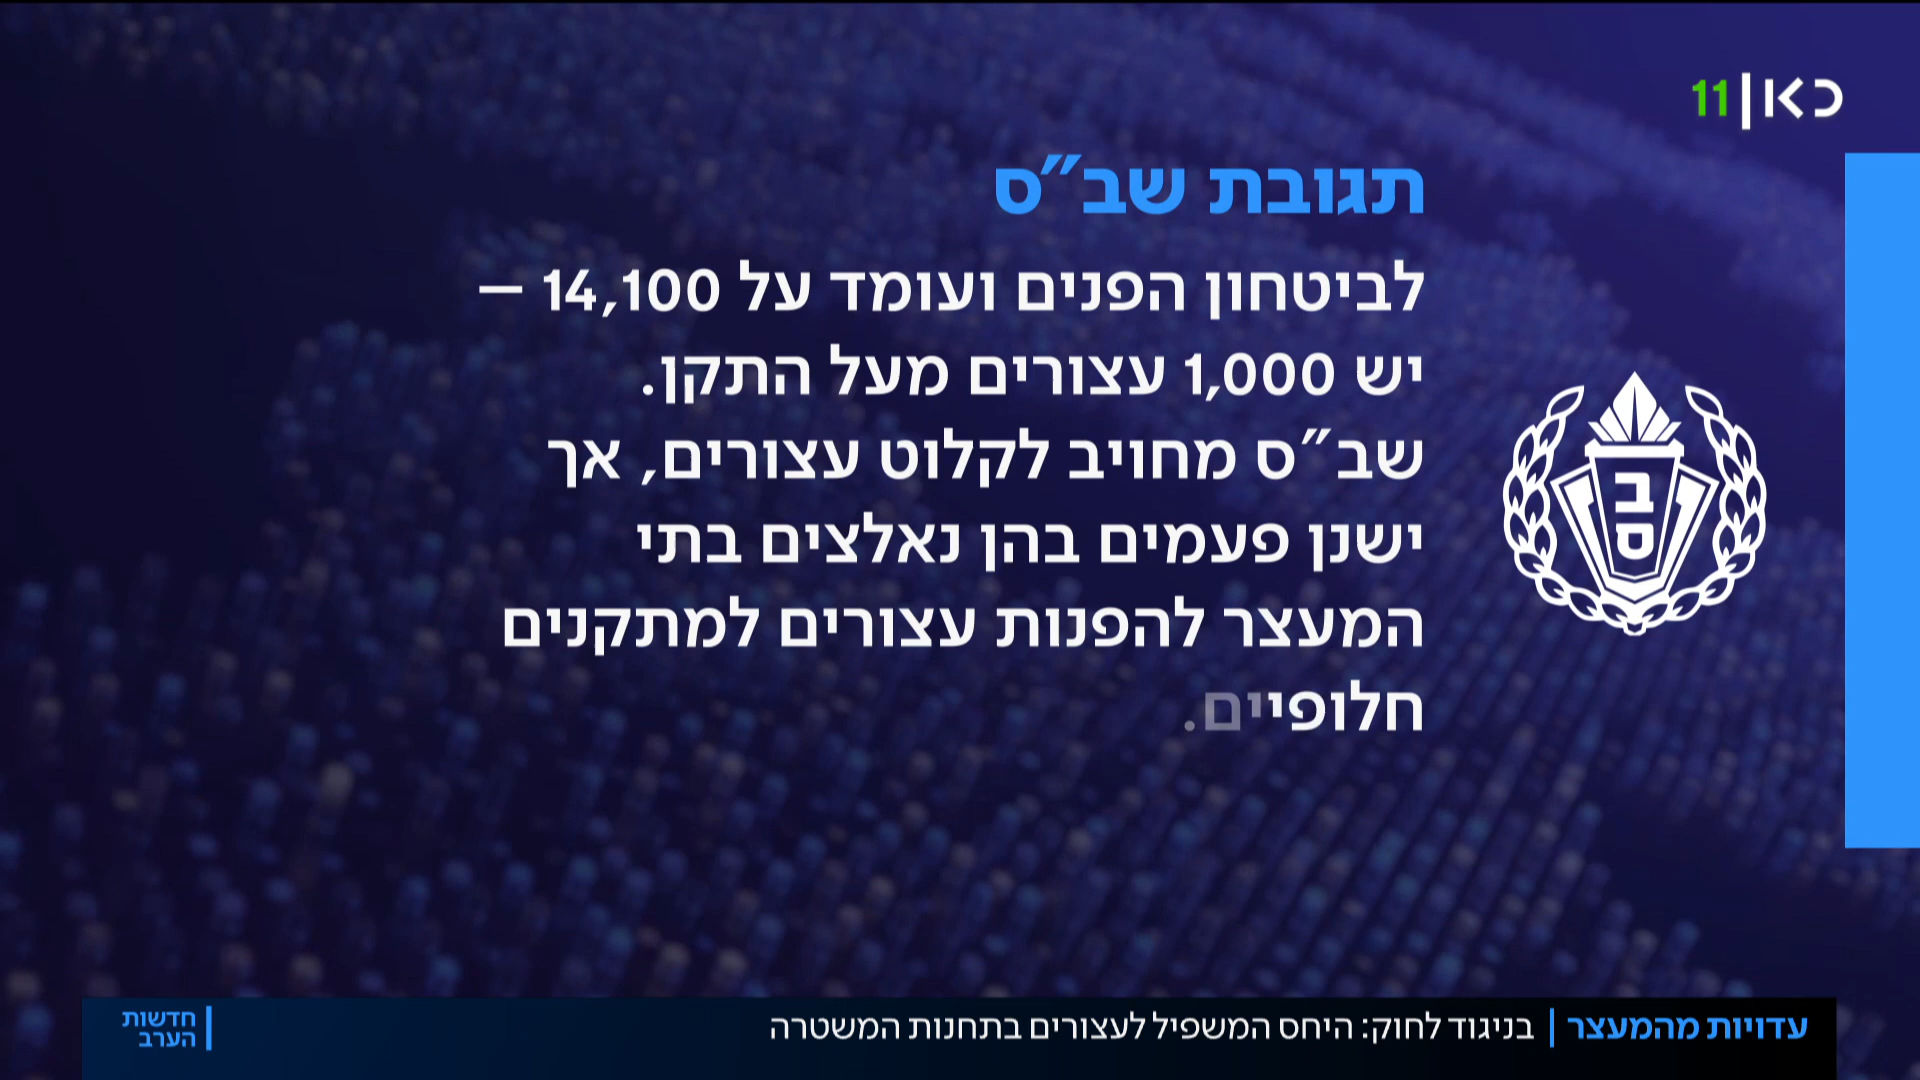 כאן|11
תגובת שב"ס
לביטחון הפנים ועומד על 14,100 –
יש 1,000 עצורים מעל התקן.
שב"ס מחויב לקלוט עצורים, אך
ישנן פעמים בהן נאלצים בתי
המעצר להפנות עצורים למתקנים
חלופיים.
ב
ס
עדויות מהמעצר | בניגוד לחוק: היחס המשפיל לעצורים בתחנות המשטרה
חדשות
הערב